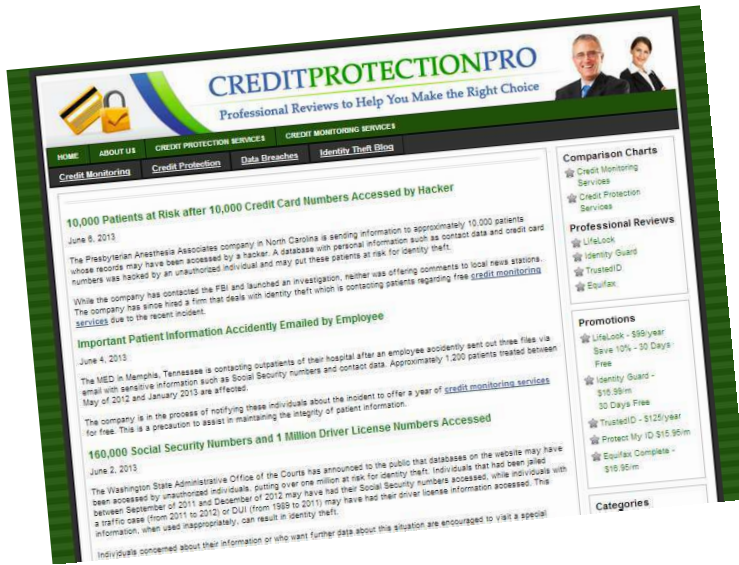 CREDITPROTECTIONPRO
Professional Reviews to Help You Make the Right Choice
HOME ABOUT US CREDIT PROTECTION SERVICES CREDIT MONITORING SERVICES
Credit Monitoring Credit Protection Data Breaches Identity Theft Blog
10,000 Patients at Risk after 10,000 Credit Card Numbers Accessed by Hacker
June 6, 2013
The Presbyterian Anesthesia Associates company in North Carolina is sending information to approximately 10,000 patients
whose records may have been accessed by a hacker. A database with personal information such as contact data and credit card
numbers was hacked by an unauthorized individual and may put these patients at risk for identity theft.
While the company has contacted the FBI and launched an investigation, neither was offering comments to local news stations.
The company has since hired a firm that deals with identity theft which is contacting patients regarding free credit monitoring
services due to the recent incident.
Important Patient Information Accidently Emailed by Employee
June 4, 2013
The MED in Memphis, Tennessee is contacting outpatients of their hospital after an employee accidently sent out three files via
email with sensitive information such as Social Security numbers and contact data. Approximately 1,200 patients treated between
May of 2012 and January 2013 are affected.
The company is in the process of notifying these individuals about the incident to offer a year of credit monitoring services
for free. This is a precaution to assist in maintaining the integrity of patient information.
160,000 Social Security Numbers and 1 Million Driver License Numbers Accessed
June 2, 2013
The Washington State Administrative Office of the Courts has announced to the public that databases on the website may have
been accessed by unauthorized individuals, putting over one million at risk for identity theft. Individuals that had been jailed
between September of 2011 and December of 2012 may have had their Social Security numbers accessed, while individuals with
a traffic case (from 2011 to 2012) or DUI (from 1989 to 2011) may have had their driver license information accessed. This
information, when used inappropriately, can result in identity theft.
Individuals concerned about their information or who want further data about this situation are encouraged to visit a special
Comparison Charts
Credit Monitoring
Services
Credit Protection
Services
Professional Reviews
LifeLock
Identity Guard
TrustedID
Equifax
Promotions
LifeLock - $99/year
Save 10% - 30 Days
Free
Identity Guard -
$16.99/m
30 Days Free
TrustedID - $125/year
Protect My ID $15.95/m
Equifax Complete -
$16.95/m
Categories